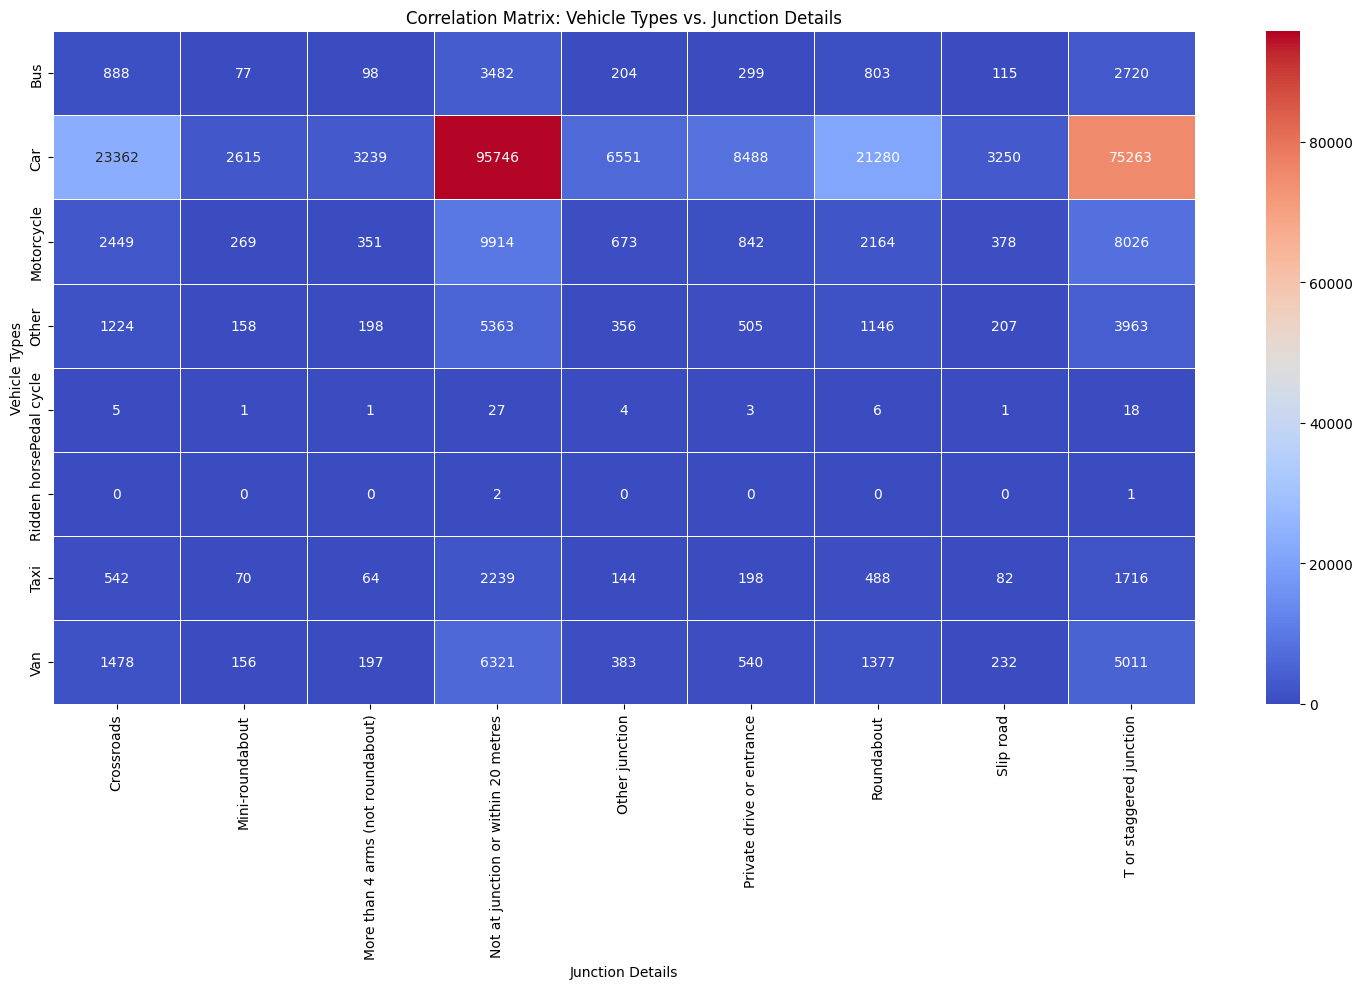 Correlation Matrix: Vehicle Types vs. Junction Details
Vehicle Types
Bus 888 77 98 3482 204 299 803 115 2720
Car 23362 2615 3239 95746 6551 8488 21280 3250 75263
Motorcycle 2449 269 351 9914 673 842 2164 378 8026
Other 1224 158 198 5363 356 505 1146 207 3963
Pedal cycle 5 1 1 27 4 3 6 1 18
Ridden horse 0 0 0 2 0 0 0 0 1
Taxi 542 70 64 2239 144 198 488 82 1716
Van 1478 156 197 6321 383 540 1377 232 5011
Crossroads
Mini-roundabout
More than 4 arms (not roundabout)
Not at junction or within 20 metres
Other junction
Private drive or entrance
Roundabout
Slip road
T or staggered junction
Junction Details
80000
60000
40000
20000
0